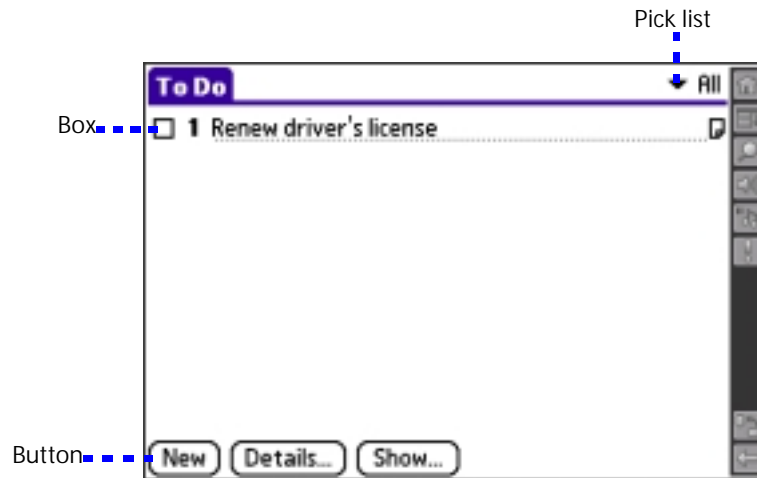 Pick list
To Do
All
Box
1 Renew driver's license
Button
New Details... Show...